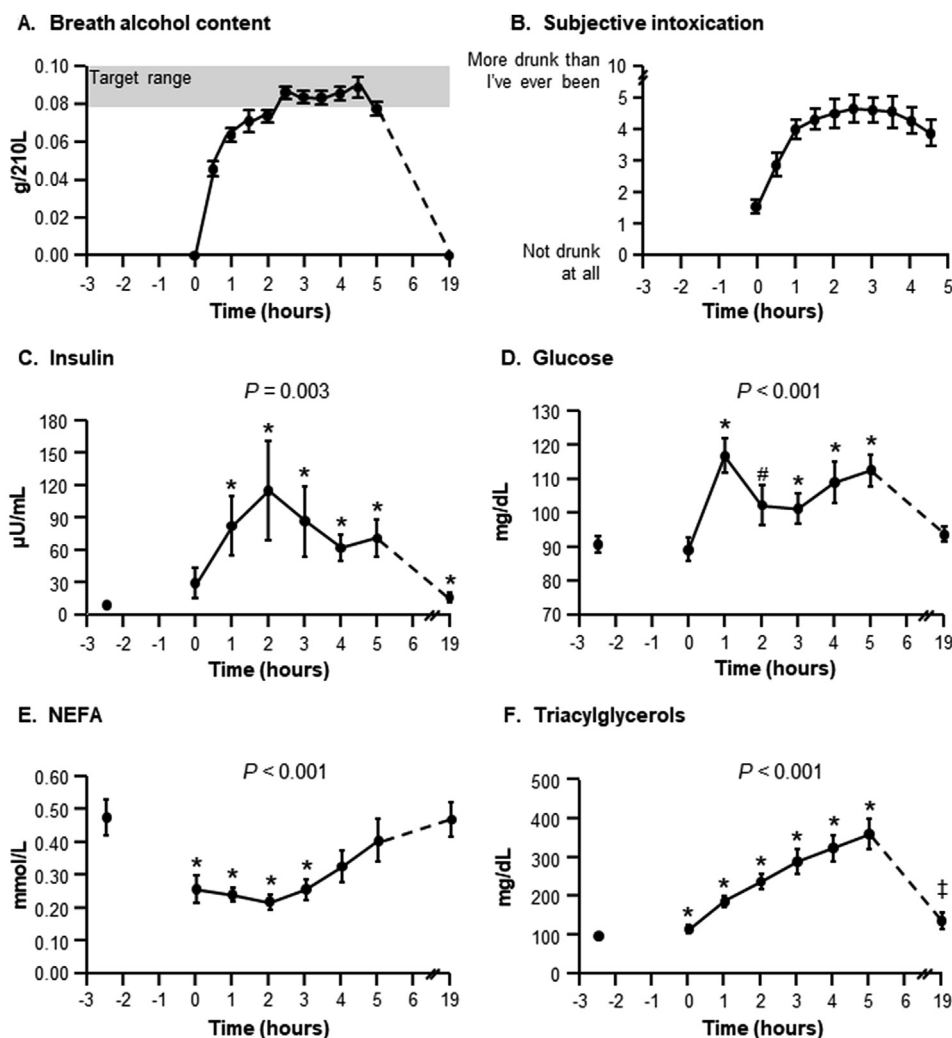 A. Breath alcohol content
0.10
0.08
0.06
0.04
0.02
0.00
g/210L
Target range
-3 -2 -1 0 1 2 3 4 5 19
Time (hours)
B. Subjective intoxication
More drunk than
I've ever been
Not drunk
at all
10
5
4
3
2
1
0
-3 -2 -1 0 1 2 3 4 5
Time (hours)
C. Insulin
P = 0.003
180
150
120
90
60
30
0
µU/mL
* * * * * *
-3 -2 -1 0 1 2 3 4 5 19
Time (hours)
D. Glucose
P < 0.001
130
120
110
100
90
80
70
mg/dL
* # * * *
-3 -2 -1 0 1 2 3 4 5 19
Time (hours)
E. NEFA
P < 0.001
0.60
0.50
0.40
0.30
0.20
0.10
0.00
mmol/L
* * * *
-3 -2 -1 0 1 2 3 4 5 19
Time (hours)
F. Triacylglycerols
P < 0.001
500
400
300
200
100
0
mg/dL
* * * * * * ‡
-3 -2 -1 0 1 2 3 4 5 19
Time (hours)